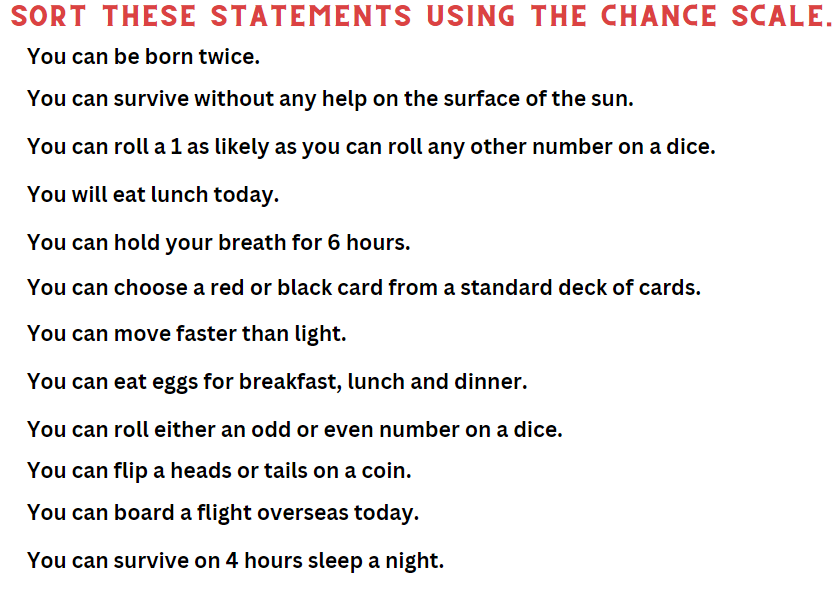 SORT THESE STATEMENTS USING THE CHANCE SCALE.
You can be born twice.
You can survive without any help on the surface of the sun.
You can roll a 1 as likely as you can roll any other number on a dice.
You will eat lunch today.
You can hold your breath for 6 hours.
You can choose a red or black card from a standard deck of cards.
You can move faster than light.
You can eat eggs for breakfast, lunch and dinner.
You can roll either an odd or even number on a dice.
You can flip a heads or tails on a coin.
You can board a flight overseas today.
You can survive on 4 hours sleep a night.